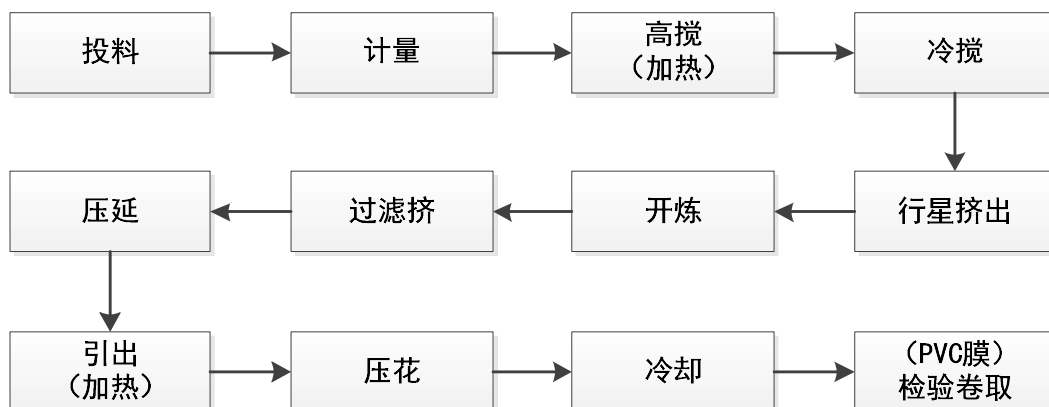 投料
计量
高搅
（加热）
冷搅
压延
过滤挤
开炼
行星挤出
引出
（加热）
压花
冷却
（PVC膜）
检验卷取